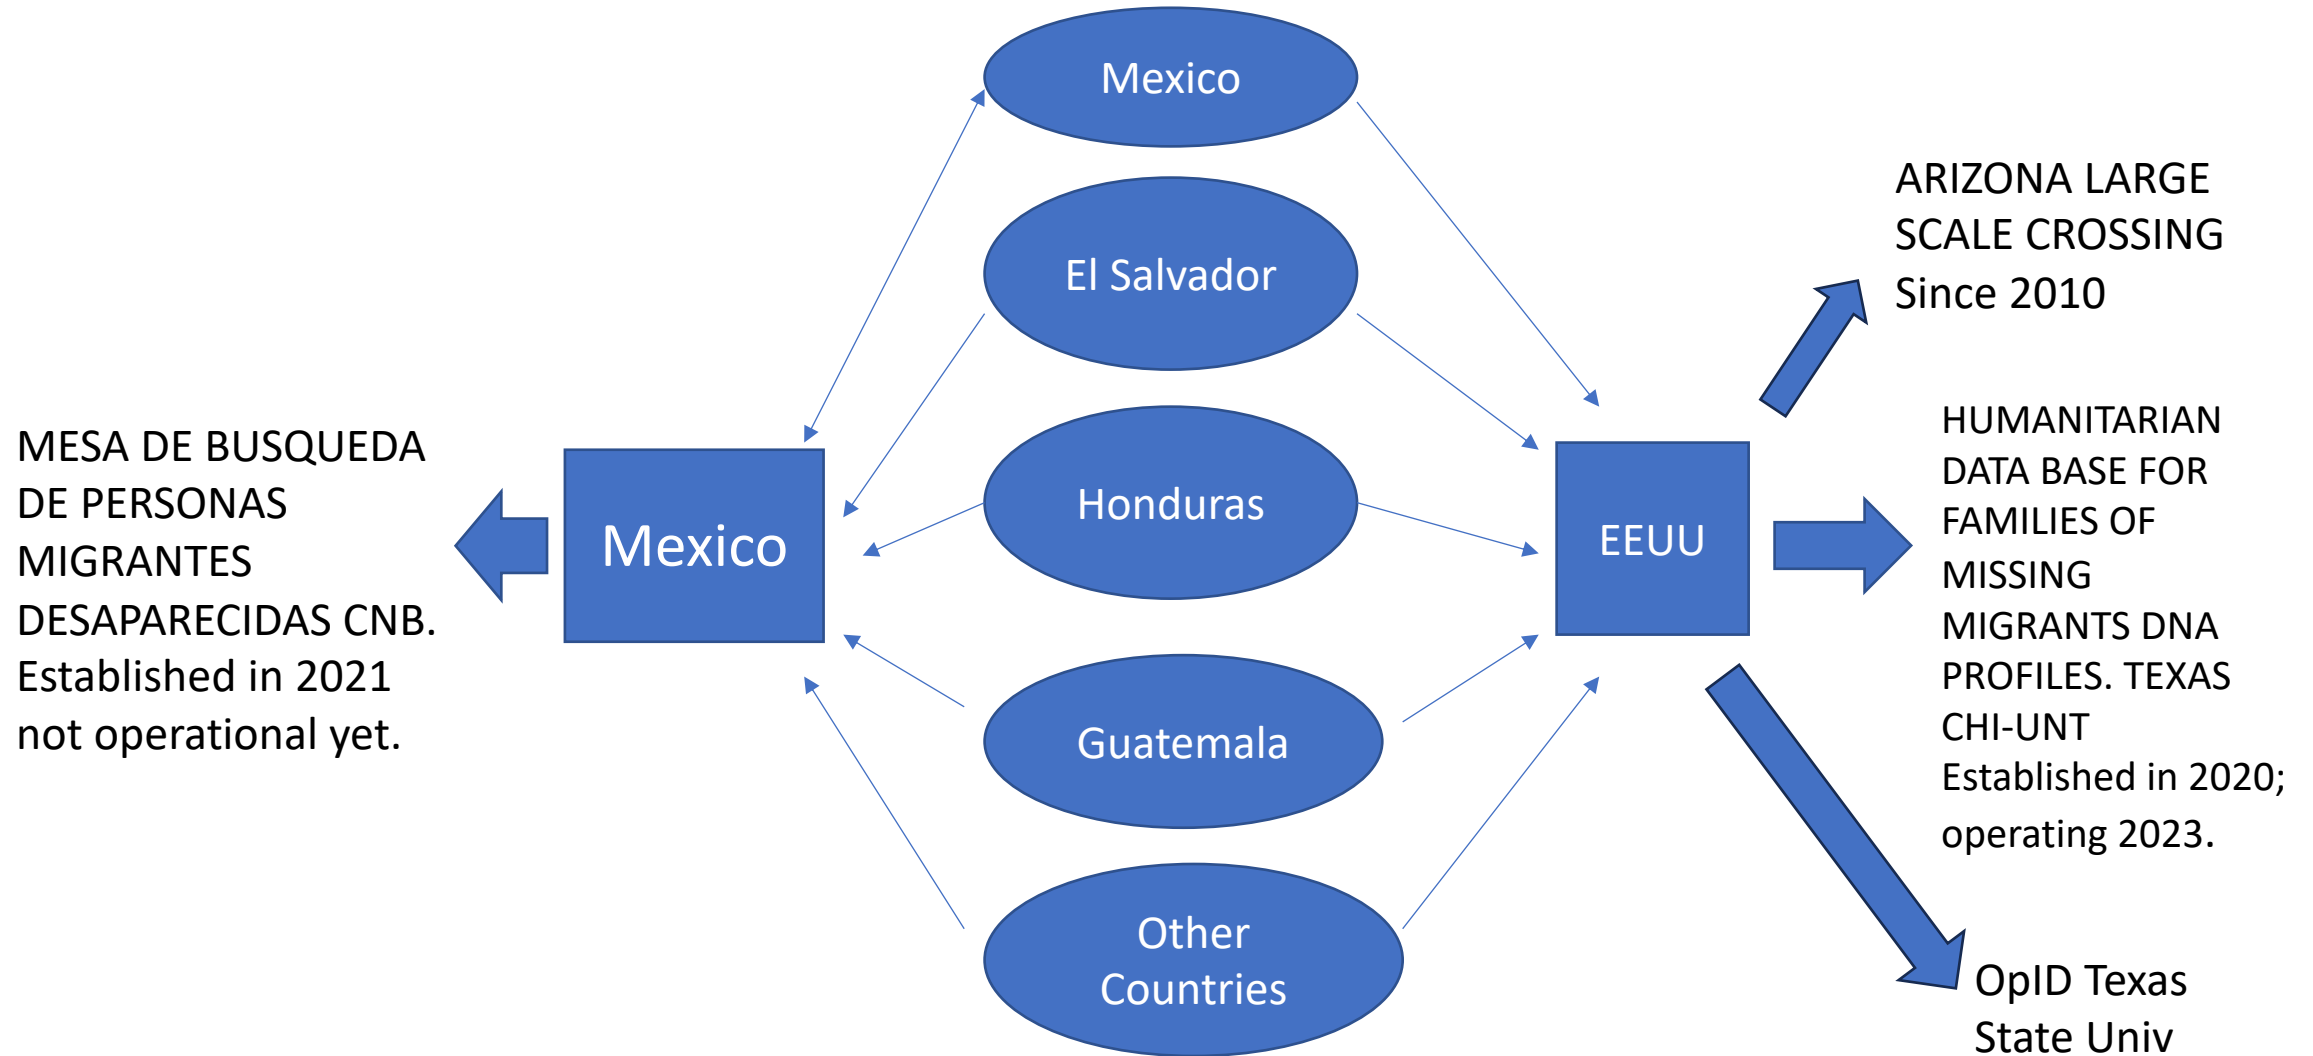 Mexico
El Salvador
Honduras
Guatemala
Other
Countries
MESA DE BUSQUEDA
DE PERSONAS
MIGRANTES
DESAPARECIDAS CNB.
Established in 2021
not operational yet.
Mexico
EEUU
ARIZONA LARGE
SCALE CROSSING
Since 2010
HUMANITARIAN
DATA BASE FOR
FAMILIES OF
MISSING
MIGRANTS DNA
PROFILES. TEXAS
CHI-UNT
Established in 2020;
operating 2023.
OpID Texas
State Univ